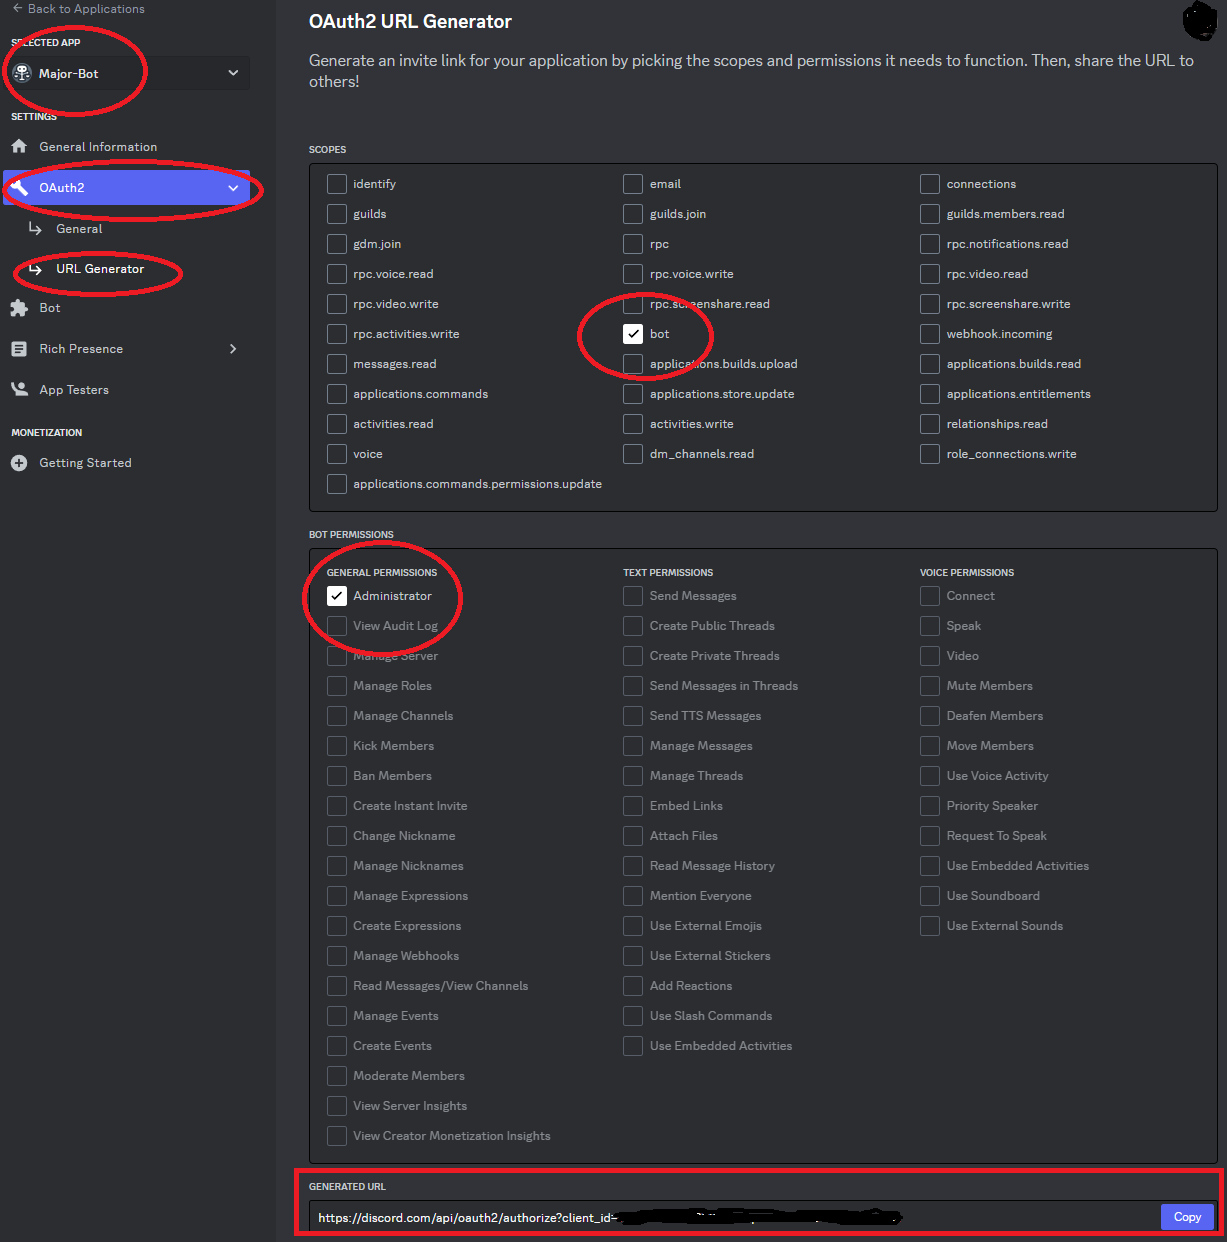 Back to Applications
SELECTED APP
Major-Bot
SETTINGS
General Information
OAuth2
General
URL Generator
Bot
Rich Presence
App Testers
MONETIZATION
Getting Started
OAuth2 URL Generator
Generate an invite link for your application by picking the scopes and permissions it needs to function. Then, share the URL to
others!
SCOPES
identify email connections
guilds guilds.join guilds.members.read
gdm.join rpc rpc.notifications.read
rpc.voice.read rpc.voice.write rpc.video.read
rpc.video.write rpc.screenshare.read rpc.screenshare.write
rpc.activities.write bot webhook.incoming
messages.read applications.builds.upload applications.builds.read
applications.commands applications.store.update applications.entitlements
activities.read activities.write relationships.read
voice dm_channels.read role_connections.write
applications.commands.permissions.update
BOT PERMISSIONS
GENERAL PERMISSIONS
Administrator
View Audit Log
Manage Server
Manage Roles
Manage Channels
Kick Members
Ban Members
Create Instant Invite
Change Nickname
Manage Nicknames
Manage Expressions
Create Expressions
Manage Webhooks
Read Messages/View Channels
Manage Events
Create Events
Moderate Members
View Server Insights
View Creator Monetization Insights
TEXT PERMISSIONS
Send Messages
Create Public Threads
Create Private Threads
Send Messages in Threads
Send TTS Messages
Manage Messages
Manage Threads
Embed Links
Attach Files
Read Message History
Mention Everyone
Use External Emojis
Use External Stickers
Add Reactions
Use Slash Commands
Use Embedded Activities
VOICE PERMISSIONS
Connect
Speak
Video
Mute Members
Deafen Members
Move Members
Use Voice Activity
Priority Speaker
Request To Speak
Use Embedded Activities
Use Soundboard
Use External Sounds
GENERATED URL
https://discord.com/api/oauth2/authorize?client_id=
Copy